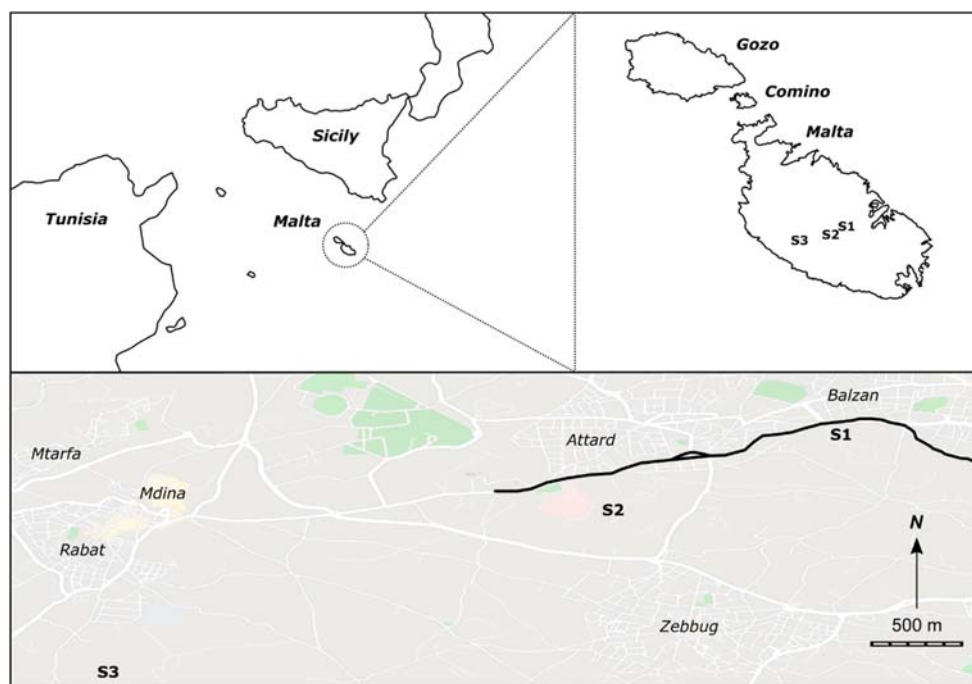 Gozo
Comino
Sicily
Malta
Tunisia
Malta
S1
S2
S3
Balzan
Attard
S1
Mtarfa
Mdina
S2
N
Rabat
Zebbug
500 m
S3